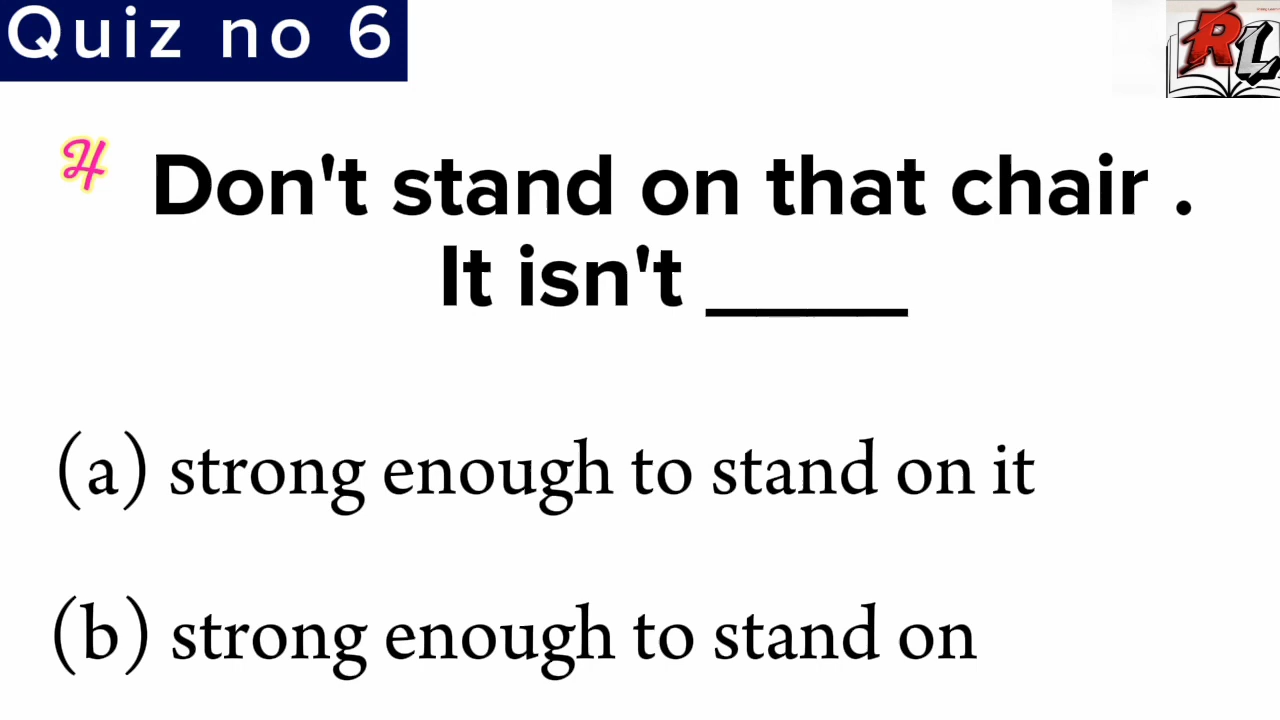 Quiz no 6
RL
H Don't stand on that chair .
It isn't _____
(a) strong enough to stand on it
(b) strong enough to stand on